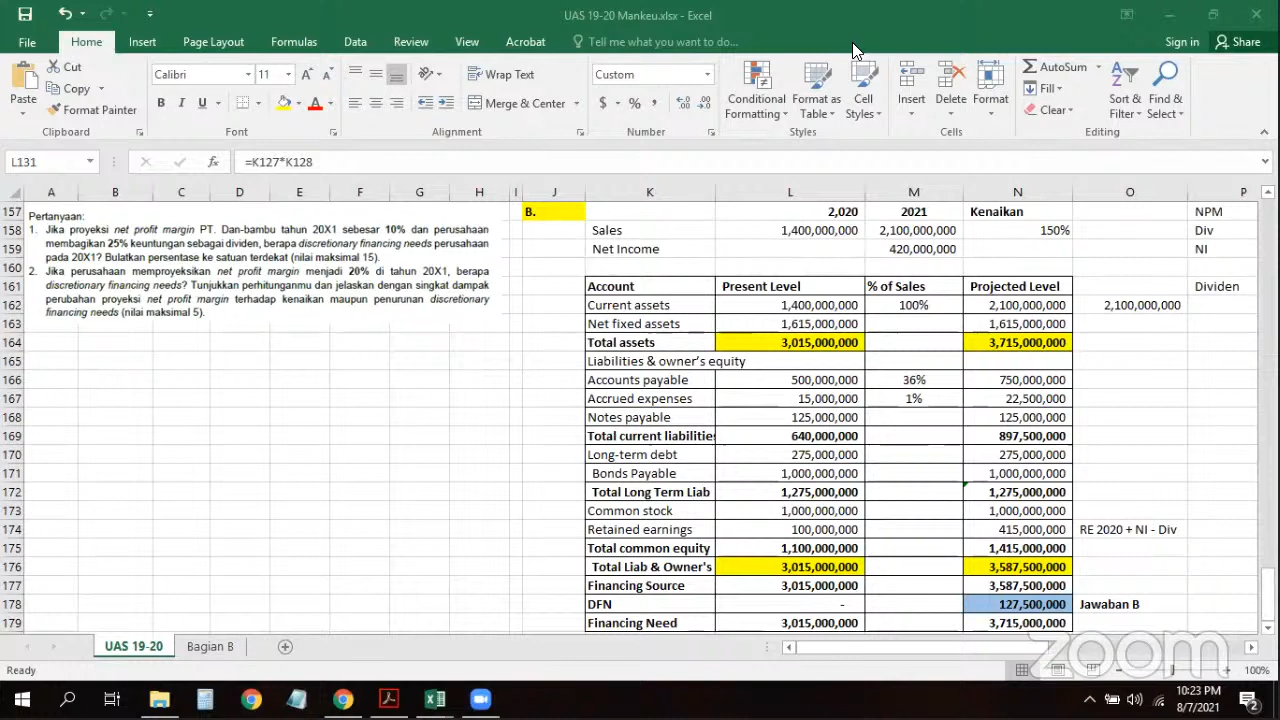 UAS 19-20 Mankeu.xlsx - Excel
File Home Insert Page Layout Formulas Data Review View Acrobat Tell me what you want to do... Sign in Share
Paste Cut Copy Format Painter Clipboard
Calibri 11 B I U A Font
Wrap Text Merge & Center Alignment
Custom $ % , Number
Conditional Formatting Format as Table Cell Styles Styles
Insert Delete Format Cells
AutoSum Fill Clear Sort & Filter Find & Select Editing
L131 fx =K127*K128
A B C D E F G H I J K L M N O P
Pertanyaan:
1. Jika proyeksi net profit margin PT. Dan-bambu tahun 20X1 sebesar 10% dan perusahaan
membagikan 25% keuntungan sebagai dividen, berapa discretionary financing needs perusahaan
pada 20X1? Bulatkan persentase ke satuan terdekat (nilai maksimal 15).
2. Jika perusahaan memproyeksikan net profit margin menjadi 20% di tahun 20X1, berapa
discretionary financing needs? Tunjukkan perhitunganmu dan jelaskan dengan singkat dampak
perubahan proyeksi net profit margin terhadap kenaikan maupun penurunan discretionary
financing needs (nilai maksimal 5).
157 B. 2,020 2021 Kenaikan NPM
158 Sales 1,400,000,000 2,100,000,000 150% Div
159 Net Income 420,000,000 NI
160
161 Account Present Level % of Sales Projected Level Dividen
162 Current assets 1,400,000,000 100% 2,100,000,000 2,100,000,000
163 Net fixed assets 1,615,000,000 1,615,000,000
164 Total assets 3,015,000,000 3,715,000,000
165 Liabilities & owner's equity
166 Accounts payable 500,000,000 36% 750,000,000
167 Accrued expenses 15,000,000 1% 22,500,000
168 Notes payable 125,000,000 125,000,000
169 Total current liabilities 640,000,000 897,500,000
170 Long-term debt 275,000,000 275,000,000
171 Bonds Payable 1,000,000,000 1,000,000,000
172 Total Long Term Liab 1,275,000,000 1,275,000,000
173 Common stock 1,000,000,000 1,000,000,000
174 Retained earnings 100,000,000 415,000,000 RE 2020 + NI - Div
175 Total common equity 1,100,000,000 1,415,000,000
176 Total Liab & Owner's 3,015,000,000 3,587,500,000
177 Financing Source 3,015,000,000 3,587,500,000
178 DFN - 127,500,000 Jawaban B
179 Financing Need 3,015,000,000 3,715,000,000
UAS 19-20 Bagian B
zoom
Ready 100%
10:23 PM
8/7/2021
2